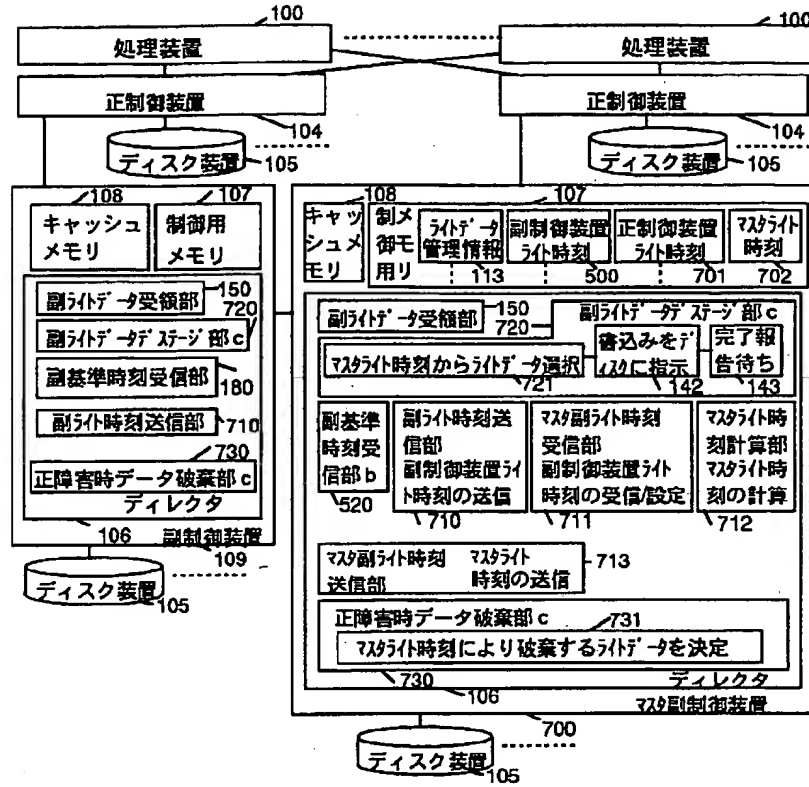 100
処理装置
100
処理装置
正制御装置
104
正制御装置
104
ディスク装置
105
ディスク装置
105
108
キャッシュ
メモリ
107
制御用
メモリ
150
副ライトデータ受領部
720
副ライトデータデステージ部c
副基準時刻受信部
180
副ライト時刻送信部
710
730
正障害時データ破棄部c
ディレクタ
106
副制御装置
109
ディスク装置
105
108
キャッ
シュメ
モリ
107
制メ
御モ
用リ
ライトデータ
管理情報
113
副制御装置
ライト時刻
500
正制御装置
ライト時刻
701
マスタライト
時刻
702
副ライトデータ受領部
150
720
副ライトデータデステージ部c
マスタライト時刻からライトデータ選択
721
書込みをデ
ィスクに指示
142
完了報
告待ち
143
副基準
時刻受
信部b
520
副ライト時刻送
信部
副制御装置ライ
ト時刻の送信
710
マスタ副ライト時刻
受信部
副制御装置ライト
時刻の受信/設定
711
マスタライト時
刻計算部
マスタライト時
刻の計算
712
マスタ副ライト時刻
送信部
マスタライト
時刻の送信
713
正障害時データ破棄部c
731
マスタライト時刻により破棄するライトデータを決定
730
ディレクタ
106
マスタ副制御装置
700
ディスク装置
105